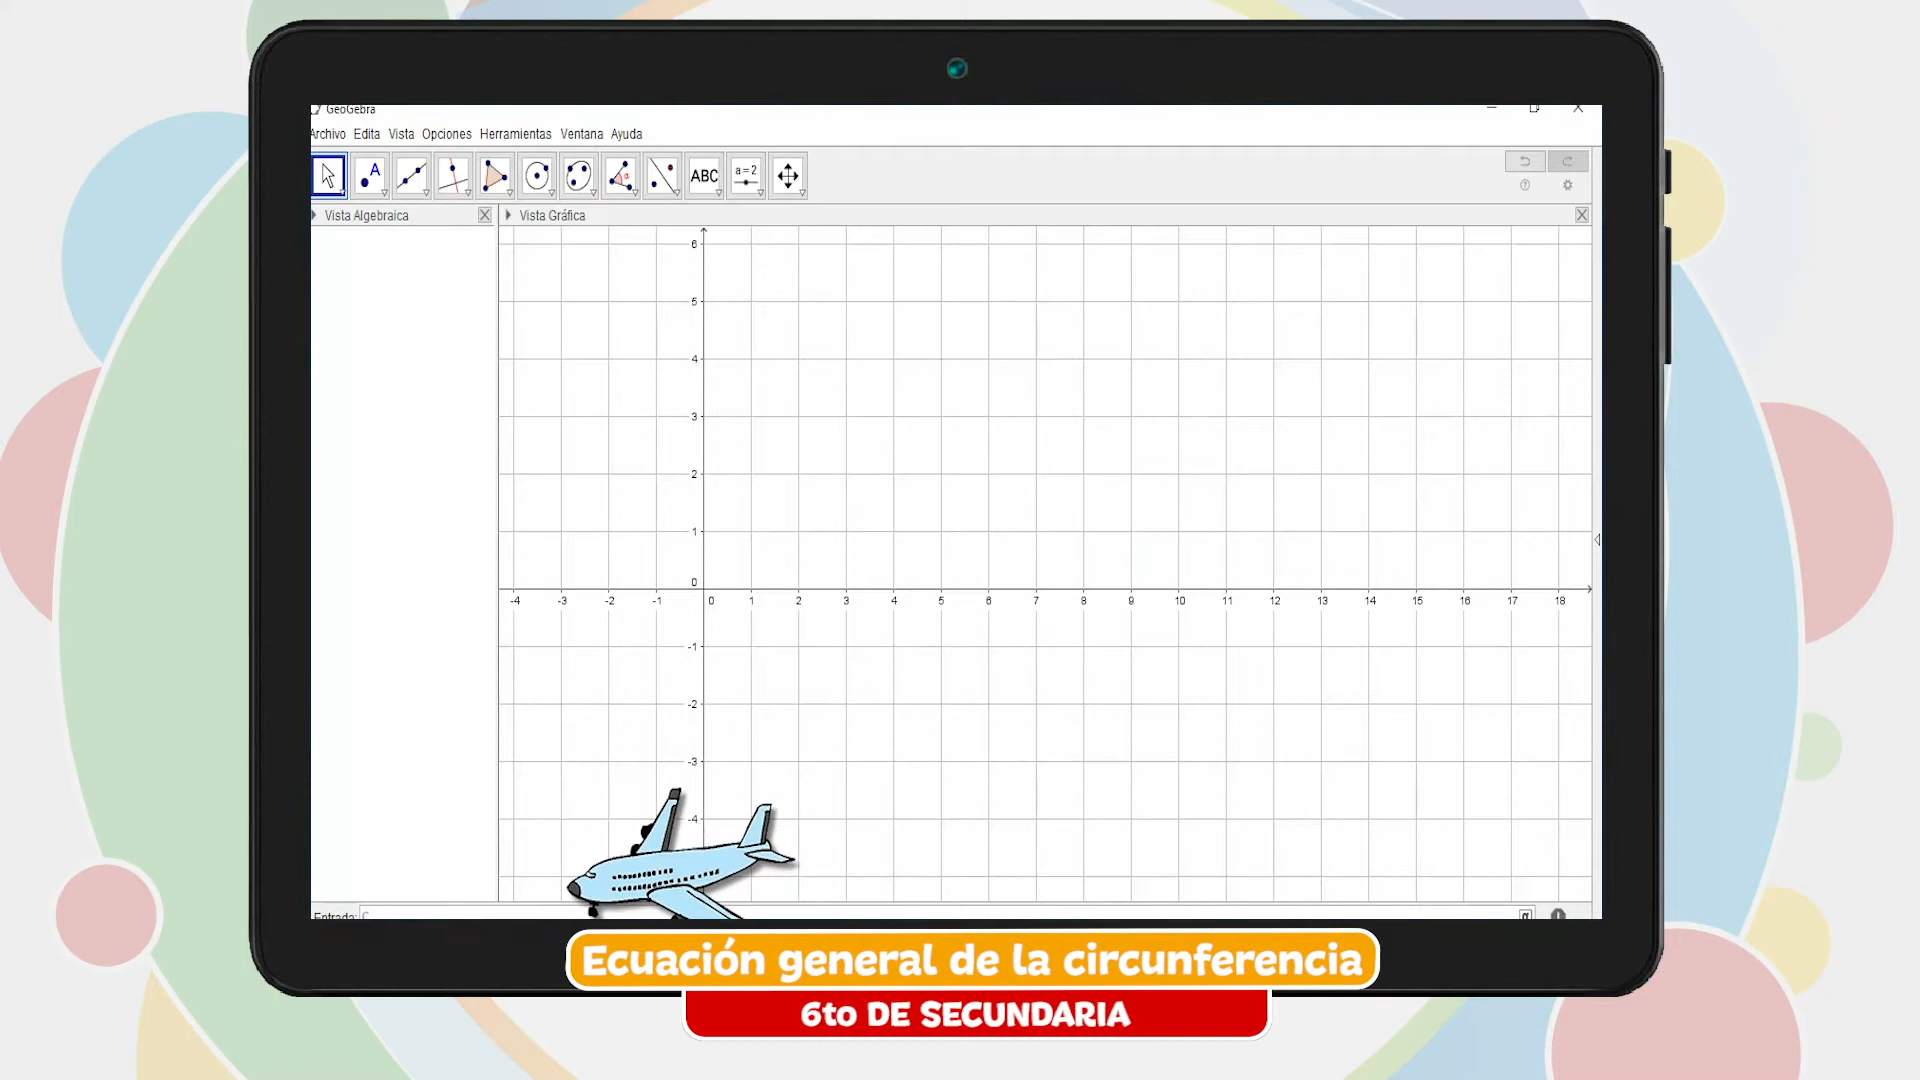 GeoGebra
Archivo Edita Vista Opciones Herramientas Ventana Ayuda
A
α
ABC
a=2
Vista Algebraica
Vista Gráfica
6
5
4
3
2
1
0
-4 -3 -2 -1 0 1 2 3 4 5 6 7 8 9 10 11 12 13 14 15 16 17 18
-1
-2
-3
-4
Entrada:
α
Ecuación general de la circunferencia
6to DE SECUNDARIA